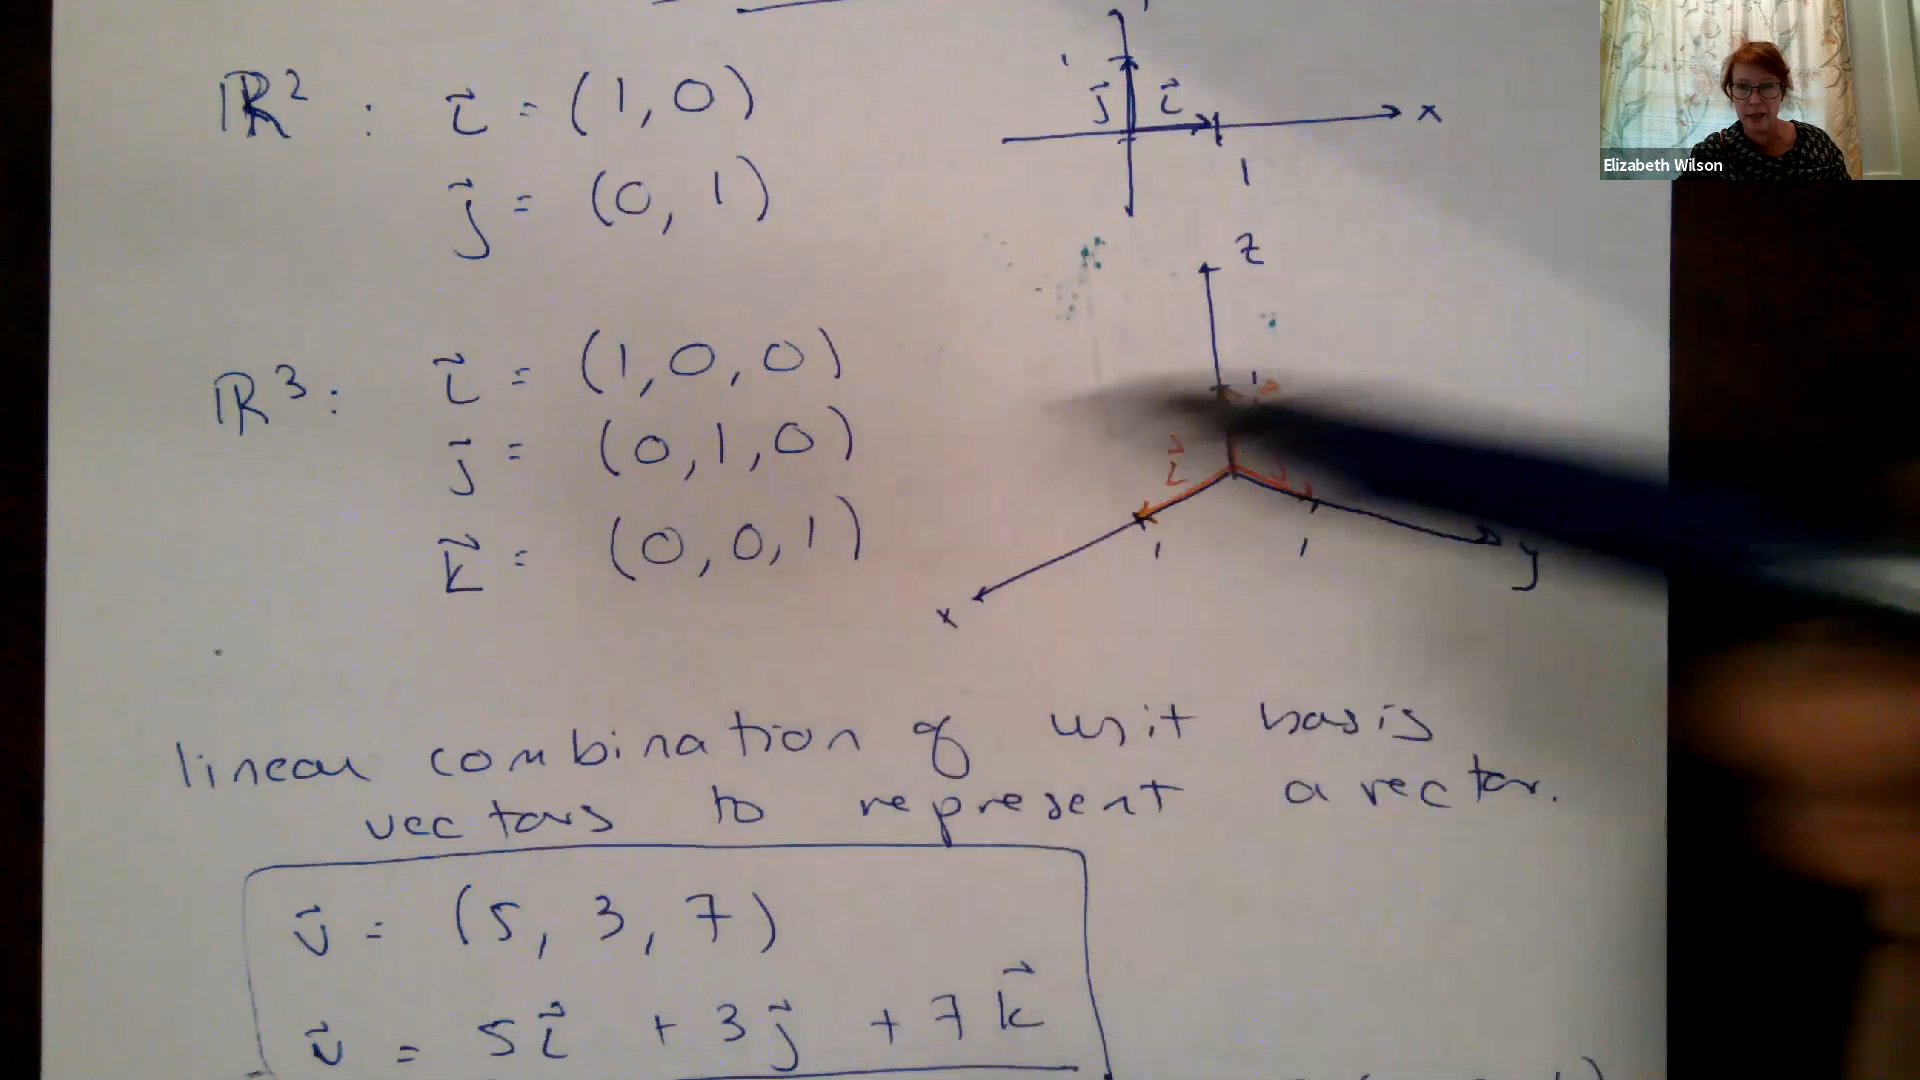 ℝ² : i⃗ = (1, 0)
j⃗ = (0, 1)
j⃗ i⃗ x
1
Elizabeth Wilson
z
ℝ³ : i⃗ = (1, 0, 0)
j⃗ = (0, 1, 0)
k⃗ = (0, 0, 1)
1
i⃗
1 1
x y
linear combination of unit basis
vectors to represent a vector.
v⃗ = (5, 3, 7)
v⃗ = 5i⃗ + 3j⃗ + 7k⃗